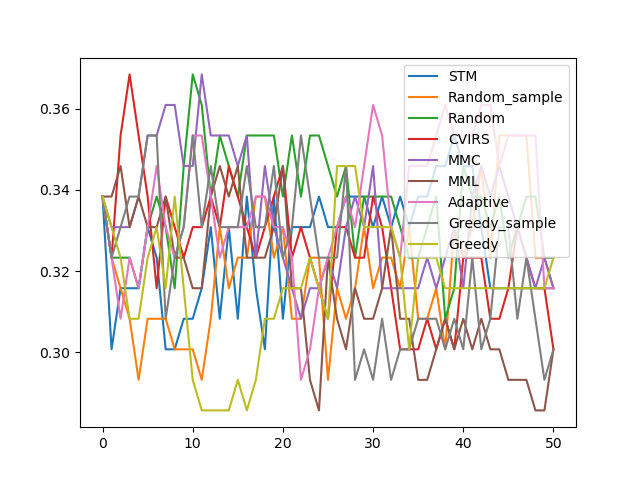 0.36
0.34
0.32
0.30
0
10
20
30
40
50
STM
Random_sample
Random
CVIRS
MMC
MML
Adaptive
Greedy_sample
Greedy